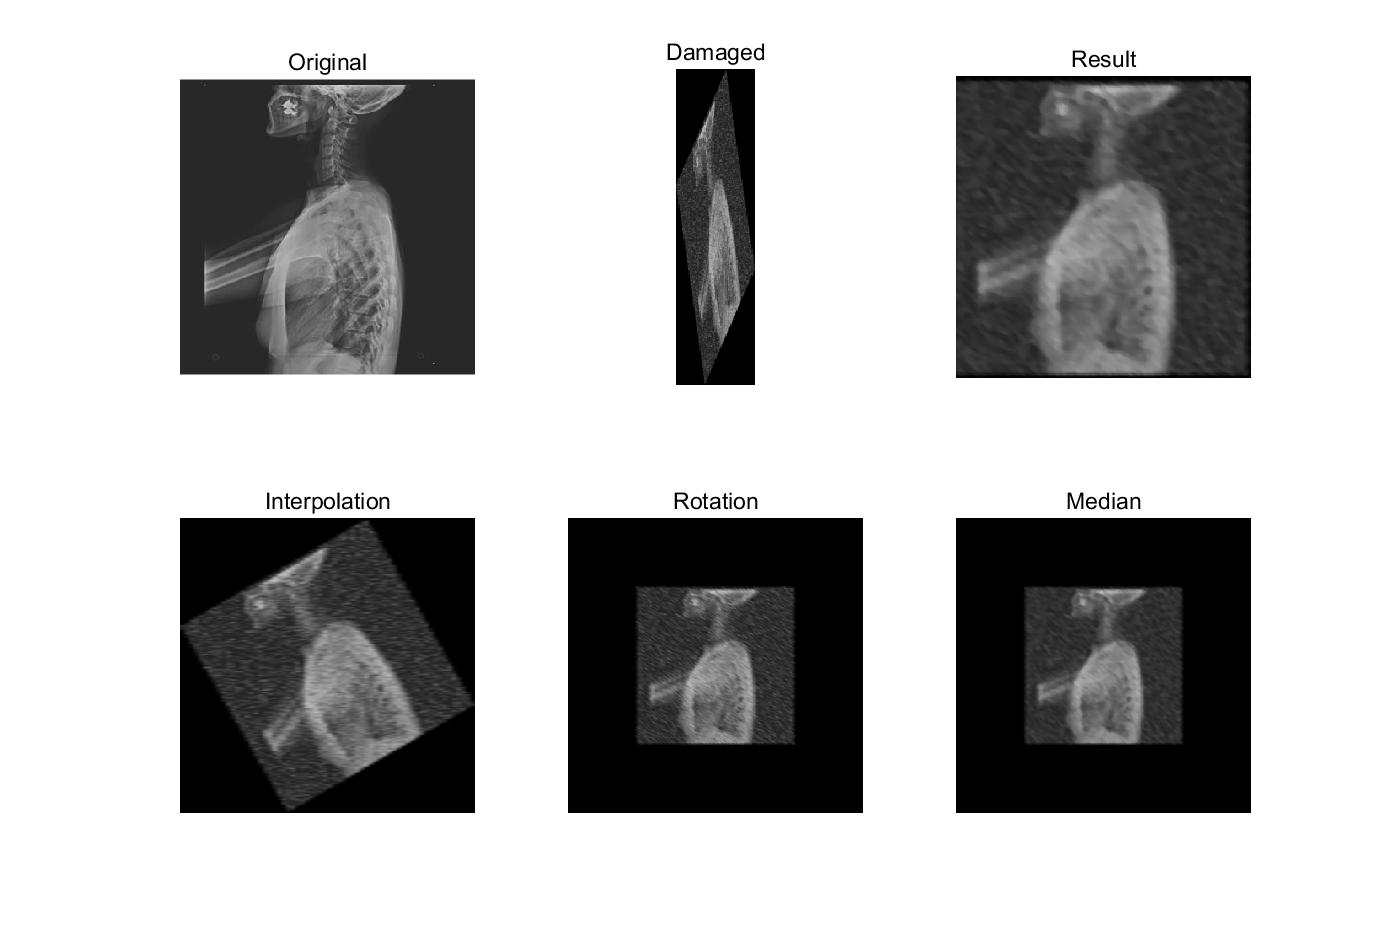 Original
Damaged
Result
Interpolation
Rotation
Median